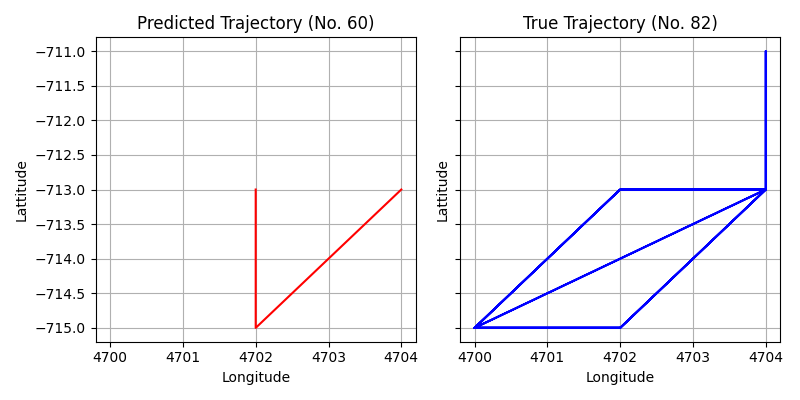 Predicted Trajectory (No. 60)
True Trajectory (No. 82)
−711.0
−711.5
−712.0
−712.5
−713.0
−713.5
−714.0
−714.5
−715.0
Lattitude
Lattitude
4700 4701 4702 4703 4704
4700 4701 4702 4703 4704
Longitude
Longitude